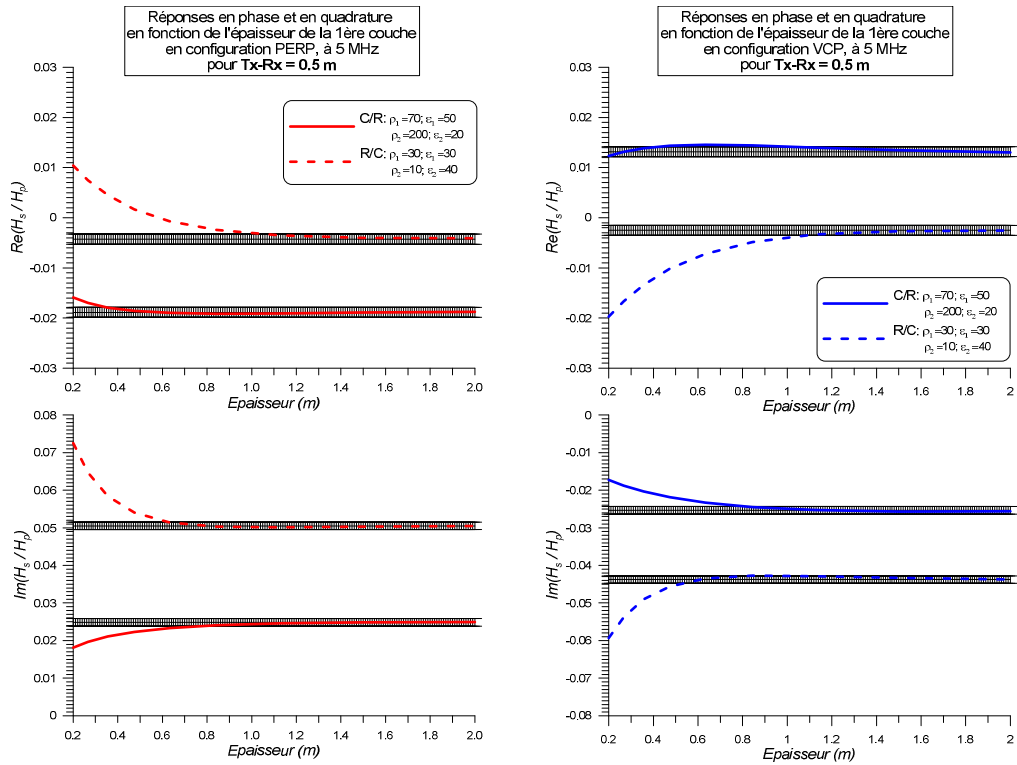 Réponses en phase et en quadrature
en fonction de l'épaisseur de la 1ère couche
en configuration PERP, à 5 MHz
pour Tx-Rx = 0.5 m
0.03
0.02
0.01
0
-0.01
-0.02
-0.03
Re(Hs / Hp)
C/R: ρ1=70; ε1=50
ρ2=200; ε2=20
R/C: ρ1=30; ε1=30
ρ2=10; ε2=40
0.2 0.4 0.6 0.8 1.0 1.2 1.4 1.6 1.8 2.0
Epaisseur (m)
Réponses en phase et en quadrature
en fonction de l'épaisseur de la 1ère couche
en configuration VCP, à 5 MHz
pour Tx-Rx = 0.5 m
0.03
0.02
0.01
0
-0.01
-0.02
-0.03
Re(Hs / Hp)
C/R: ρ1=70; ε1=50
ρ2=200; ε2=20
R/C: ρ1=30; ε1=30
ρ2=10; ε2=40
0.2 0.4 0.6 0.8 1 1.2 1.4 1.6 1.8 2
Epaisseur (m)
0.08
0.07
0.06
0.05
0.04
0.03
0.02
0.01
0
Im(Hs / Hp)
0.2 0.4 0.6 0.8 1.0 1.2 1.4 1.6 1.8 2.0
Epaisseur (m)
0
-0.01
-0.02
-0.03
-0.04
-0.05
-0.06
-0.07
-0.08
Im(Hs / Hp)
0.2 0.4 0.6 0.8 1 1.2 1.4 1.6 1.8 2
Epaisseur (m)